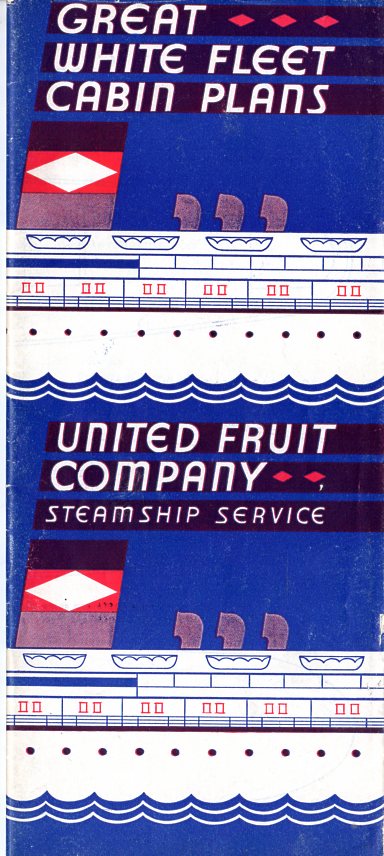 GREAT
WHITE FLEET
CABIN PLANS
UNITED FRUIT
COMPANY
STEAMSHIP SERVICE